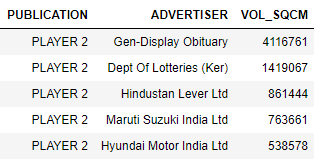 PUBLICATION ADVERTISER VOL_SQCM
PLAYER 2 Gen-Display Obituary 4116761
PLAYER 2 Dept Of Lotteries (Ker) 1419067
PLAYER 2 Hindustan Lever Ltd 861444
PLAYER 2 Maruti Suzuki India Ltd 763661
PLAYER 2 Hyundai Motor India Ltd 538578